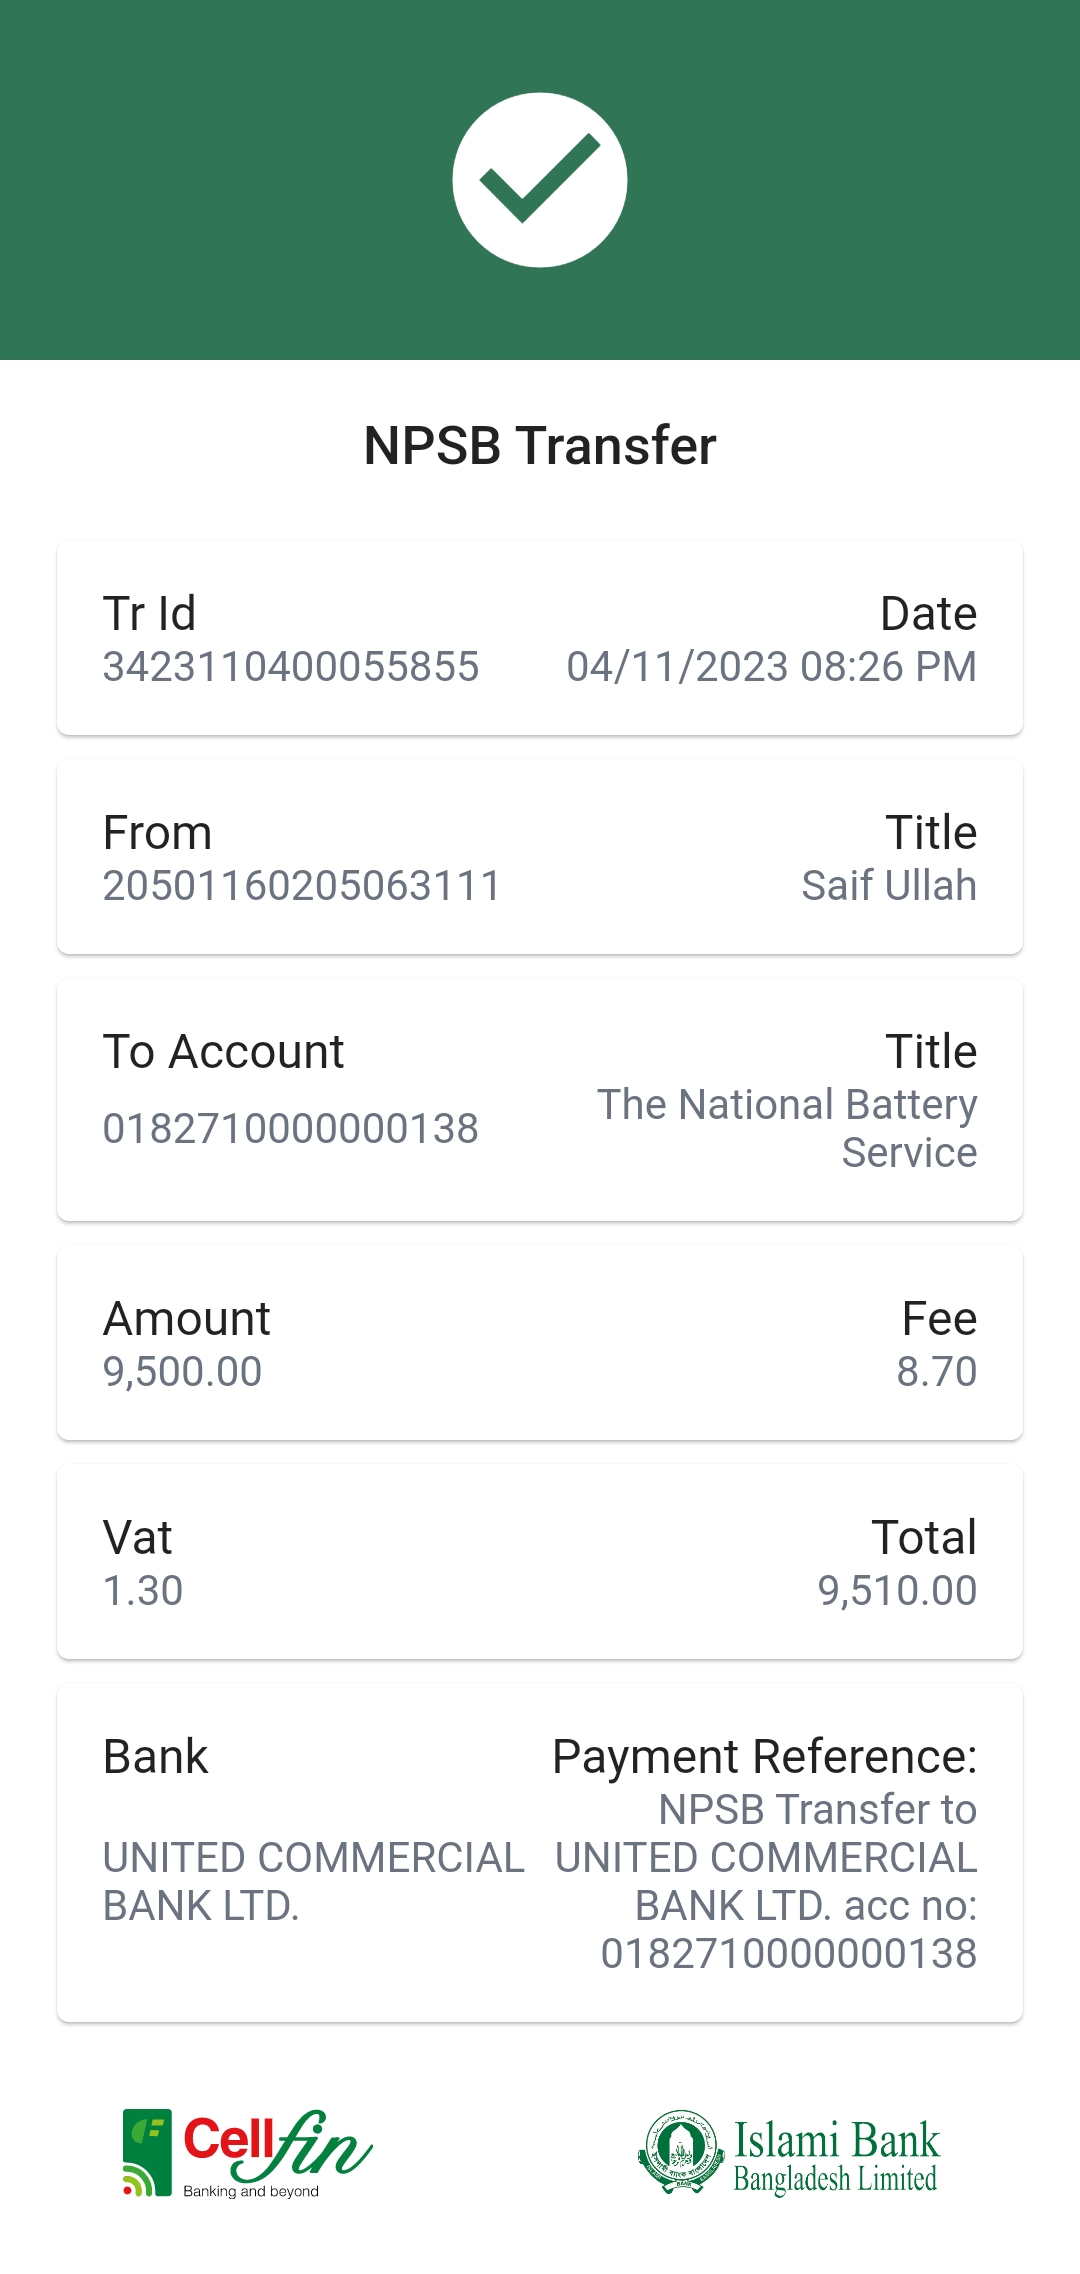 NPSB Transfer
Tr Id Date
3423110400055855 04/11/2023 08:26 PM
From Title
20501160205063111 Saif Ullah
To Account Title
0182710000000138 The National Battery
Service
Amount Fee
9,500.00 8.70
Vat Total
1.30 9,510.00
Bank Payment Reference:
NPSB Transfer to
UNITED COMMERCIAL UNITED COMMERCIAL
BANK LTD. BANK LTD. acc no:
0182710000000138
Cellfin Islami Bank
Banking and beyond Bangladesh Limited